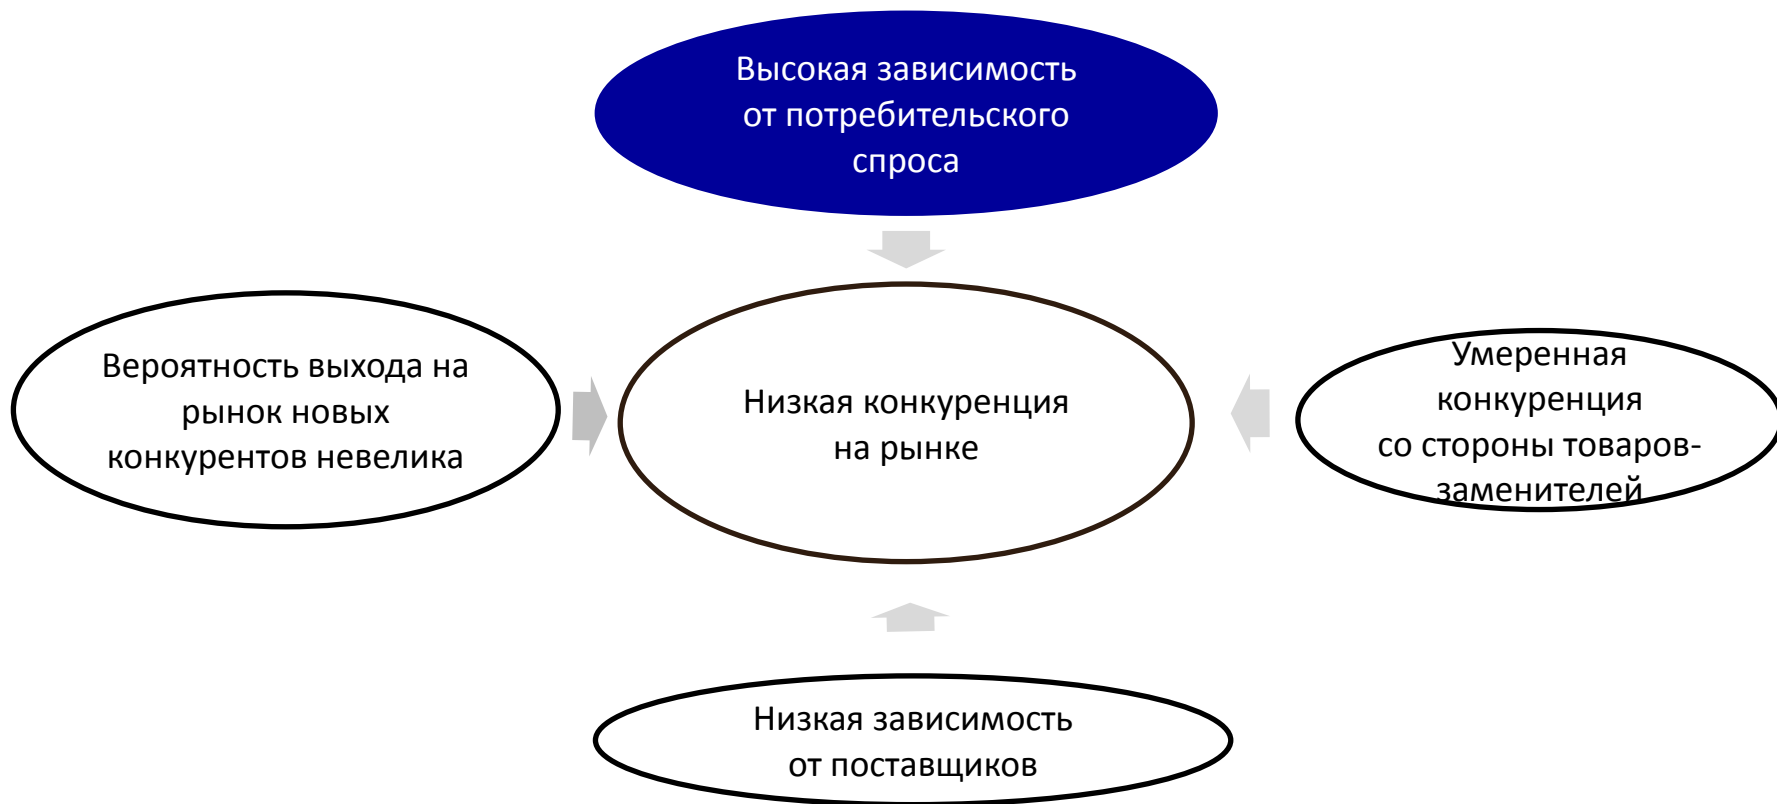 Высокая зависимость
от потребительского
спроса
Вероятность выхода на
рынок новых
конкурентов невелика
Низкая конкуренция
на рынке
Умеренная
конкуренция
со стороны товаров-
заменителей
Низкая зависимость
от поставщиков